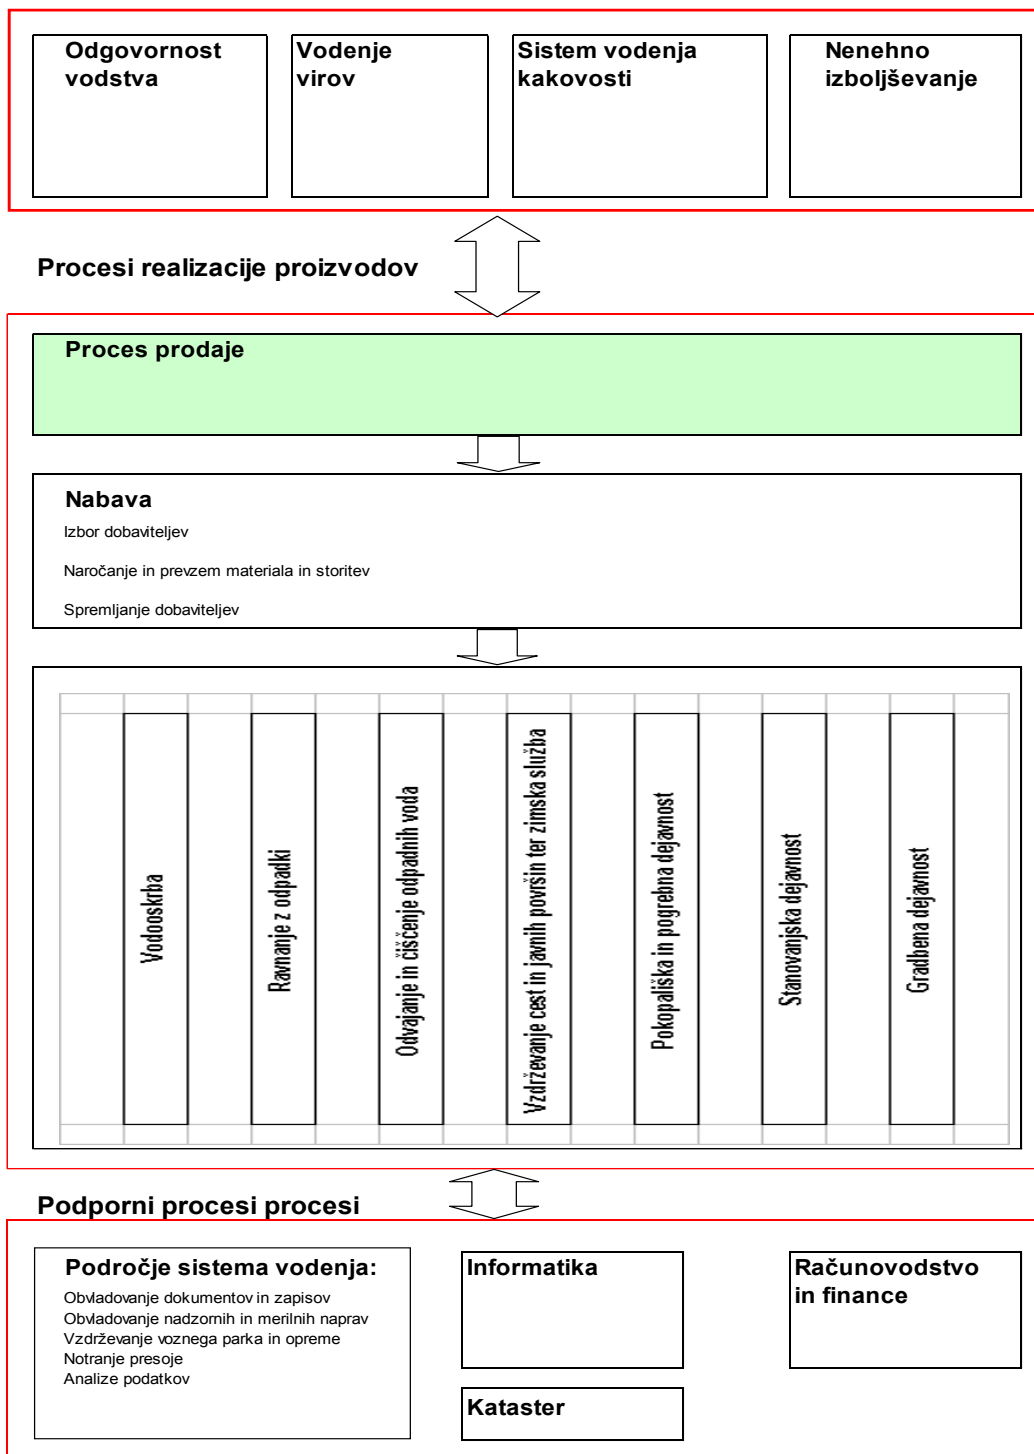 Odgovornost
vodstva
Vodenje
virov
Sistem vodenja
kakovosti
Nenehno
izboljševanje
Procesi realizacije proizvodov
Proces prodaje
Nabava
Izbor dobaviteljev
Naročanje in prevzem materiala in storitev
Spremljanje dobaviteljev
Vodooskrba
Ravnanje z odpadki
Odvajanje in čiščenje odpadnih voda
Vzdrževanje cest in javnih površin ter zimska služba
Pokopališka in pogrebna dejavnost
Stanovanjska dejavnost
Gradbena dejavnost
Podporni procesi procesi
Področje sistema vodenja:
Obvladovanje dokumentov in zapisov
Obvladovanje nadzornih in merilnih naprav
Vzdrževanje voznega parka in opreme
Notranje presoje
Analize podatkov
Informatika
Kataster
Računovodstvo
in finance